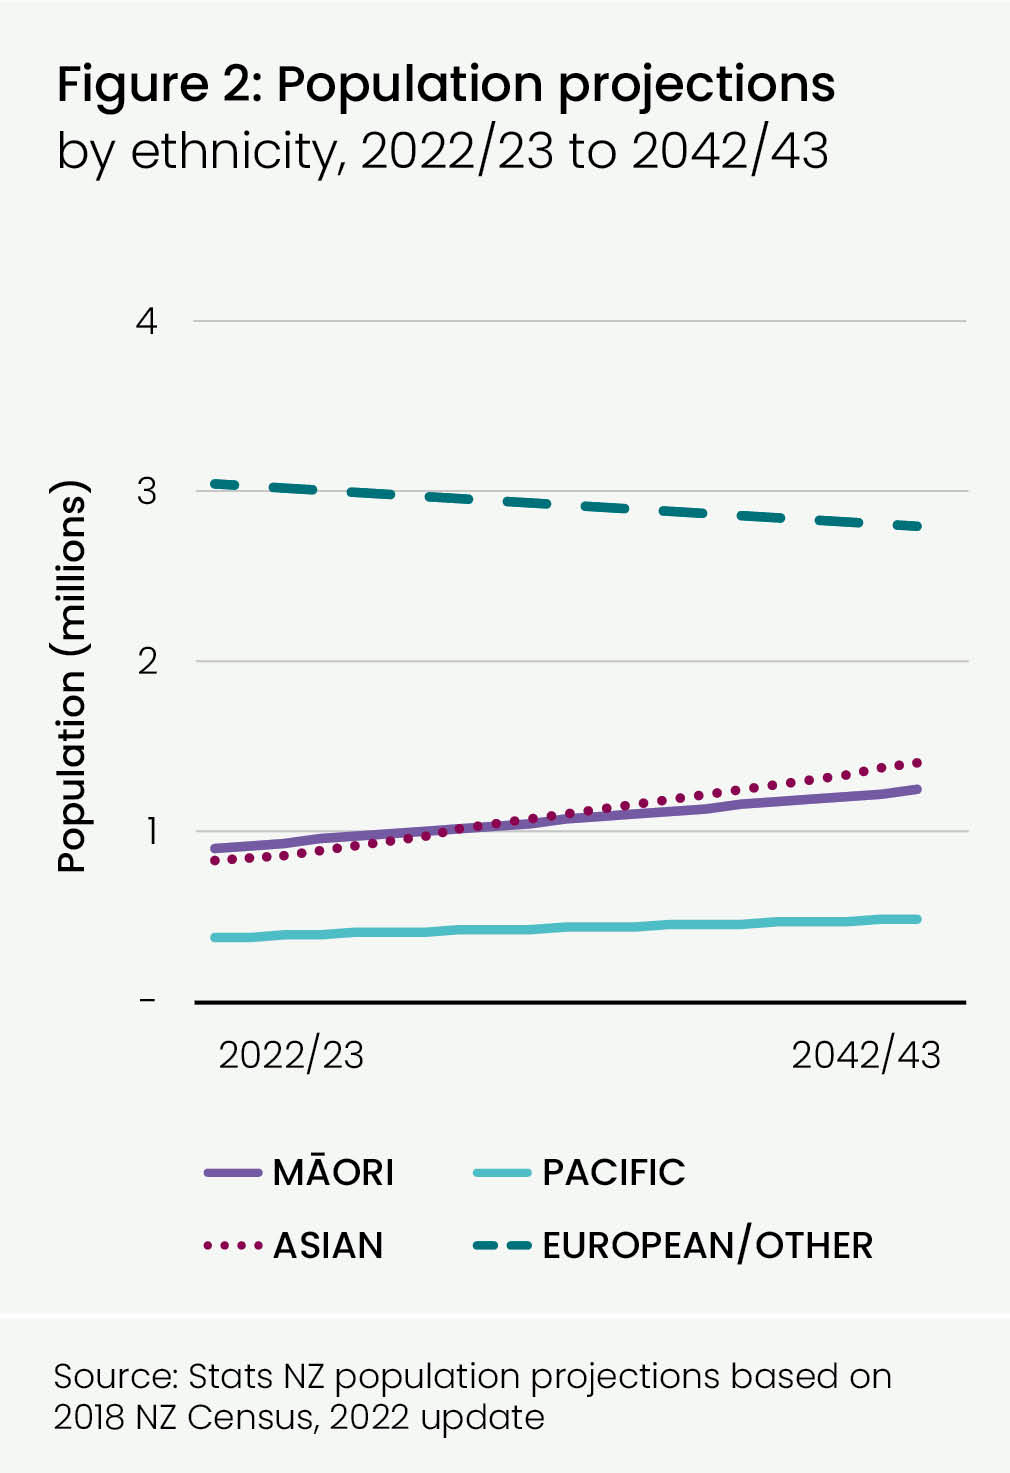 Figure 2: Population projections
by ethnicity, 2022/23 to 2042/43
Population (millions)
4
3
2
1
–
2022/23 2042/43
MĀORI PACIFIC
ASIAN EUROPEAN/OTHER
Source: Stats NZ population projections based on
2018 NZ Census, 2022 update